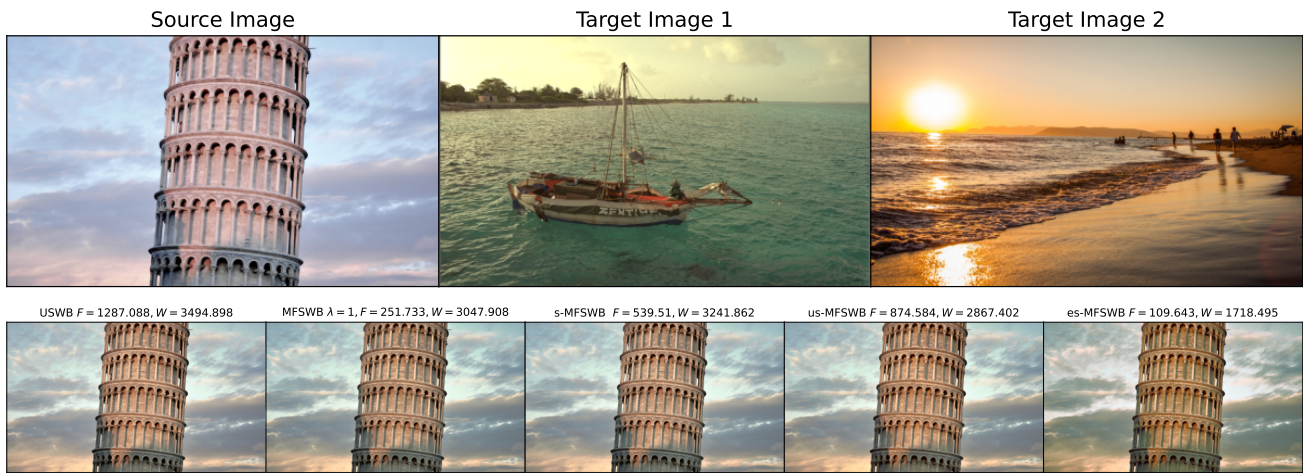 Source Image
Target Image 1
Target Image 2
USWB F = 1287.088, W = 3494.898
MFSWB λ = 1, F = 251.733, W = 3047.908
s-MFSWB F = 539.51, W = 3241.862
us-MFSWB F = 874.584, W = 2867.402
es-MFSWB F = 109.643, W = 1718.495